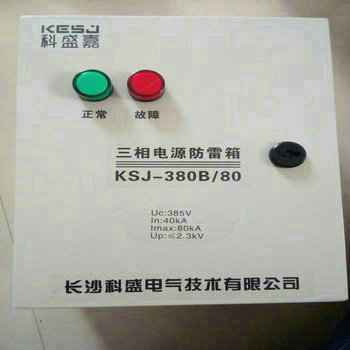 KESJ
科盛嘉
正常 故障
三相电源防雷箱
KSJ-380B/80
Uc:385V
In:40kA
Imax:80kA
Up:≤2.3kV
长沙科盛电气技术有限公司